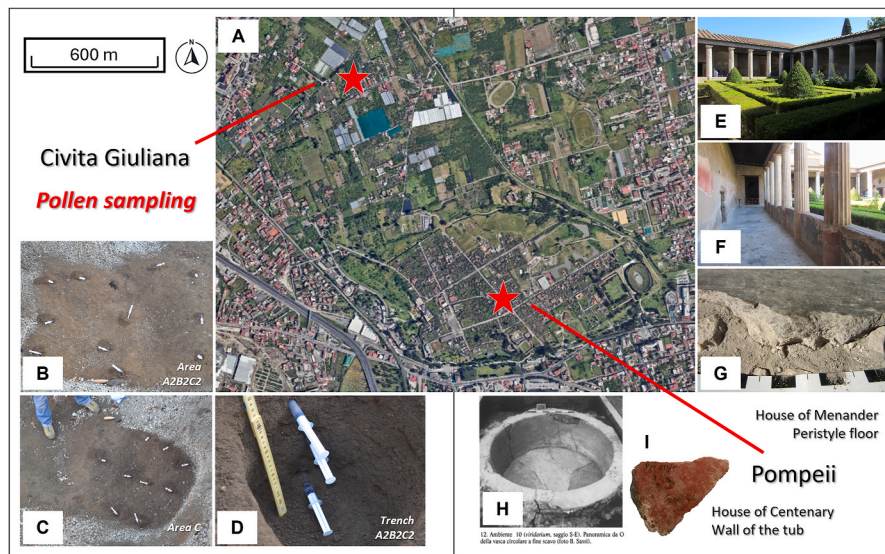 600 m
N
A
Civita Giuliana
Pollen sampling
B
Area
A2B2C2
C
Area C
D
Trench
A2B2C2
E
F
G
House of Menander
Peristyle floor
Pompeii
House of Centenary
Wall of the tub
H
I
12. Ambiente 10 (viridarium, saggio S-E). Panoramica da O
della vasca circolare a fine scavo (foto B. Sassi).